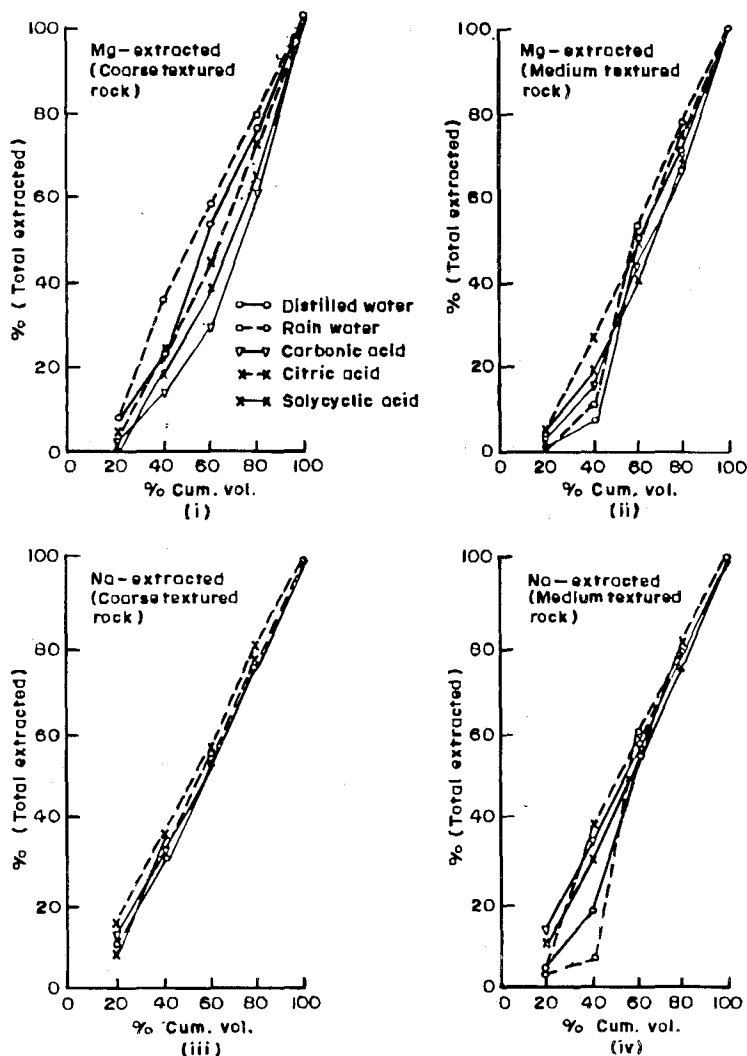 100
80
60
40
20
0
% (Total extracted)
Mg-extracted
(Coarse textured
rock)
Distilled water
Rain water
Carbonic acid
Citric acid
Salycyclic acid
0 20 40 60 80 100
% Cum. vol.
(i)
100
80
60
40
20
0
% (Total extracted)
Mg-extracted
(Medium textured
rock)
0 20 40 60 80 100
% Cum. vol.
(ii)
100
80
60
40
20
0
% (Total extracted)
Na-extracted
(Coarse textured
rock)
0 20 40 60 80 100
% Cum. vol.
(iii)
100
80
60
40
20
0
% (Total extracted)
Na-extracted
(Medium textured
rock)
0 20 40 60 80 100
% Cum. vol.
(iv)